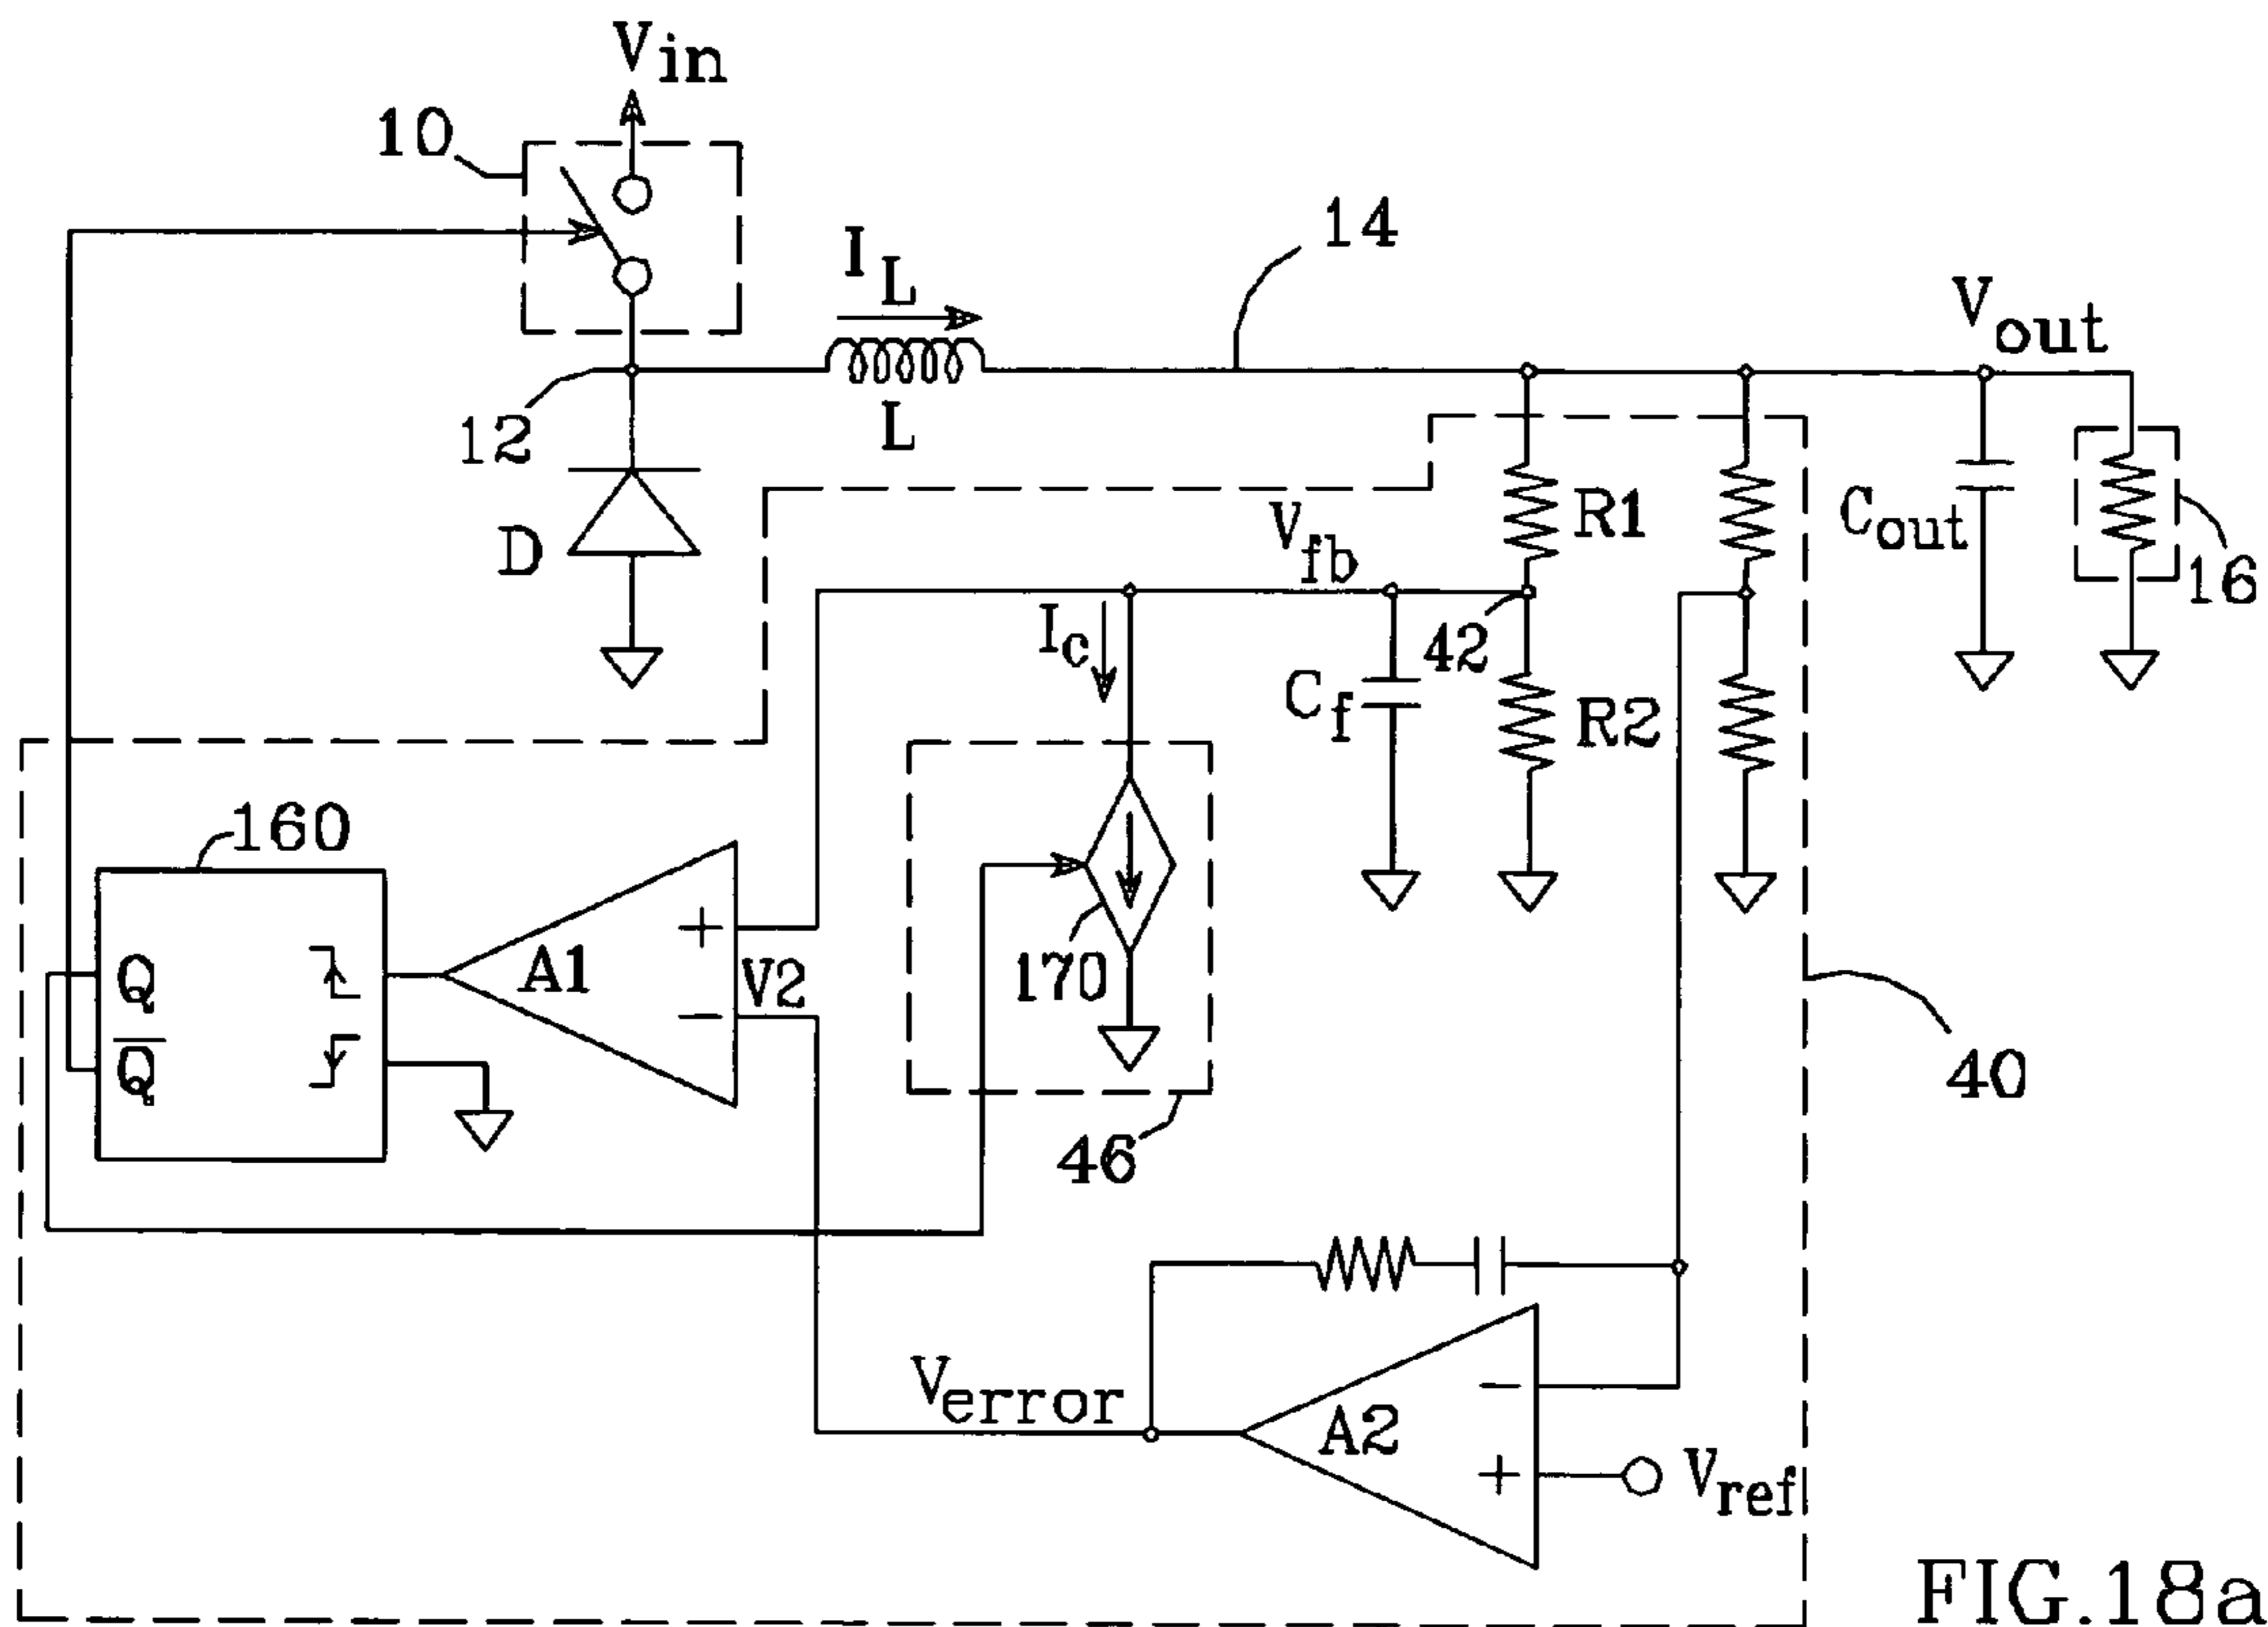 Vin
10
IL
14
Vout
12
L
D
Vfb
R1
Cout
16
Ic
42
Cf
R2
160
Q
A1
+
V2
−
170
Q̅
40
46
Verror
−
A2
+
Vref
FIG.18a